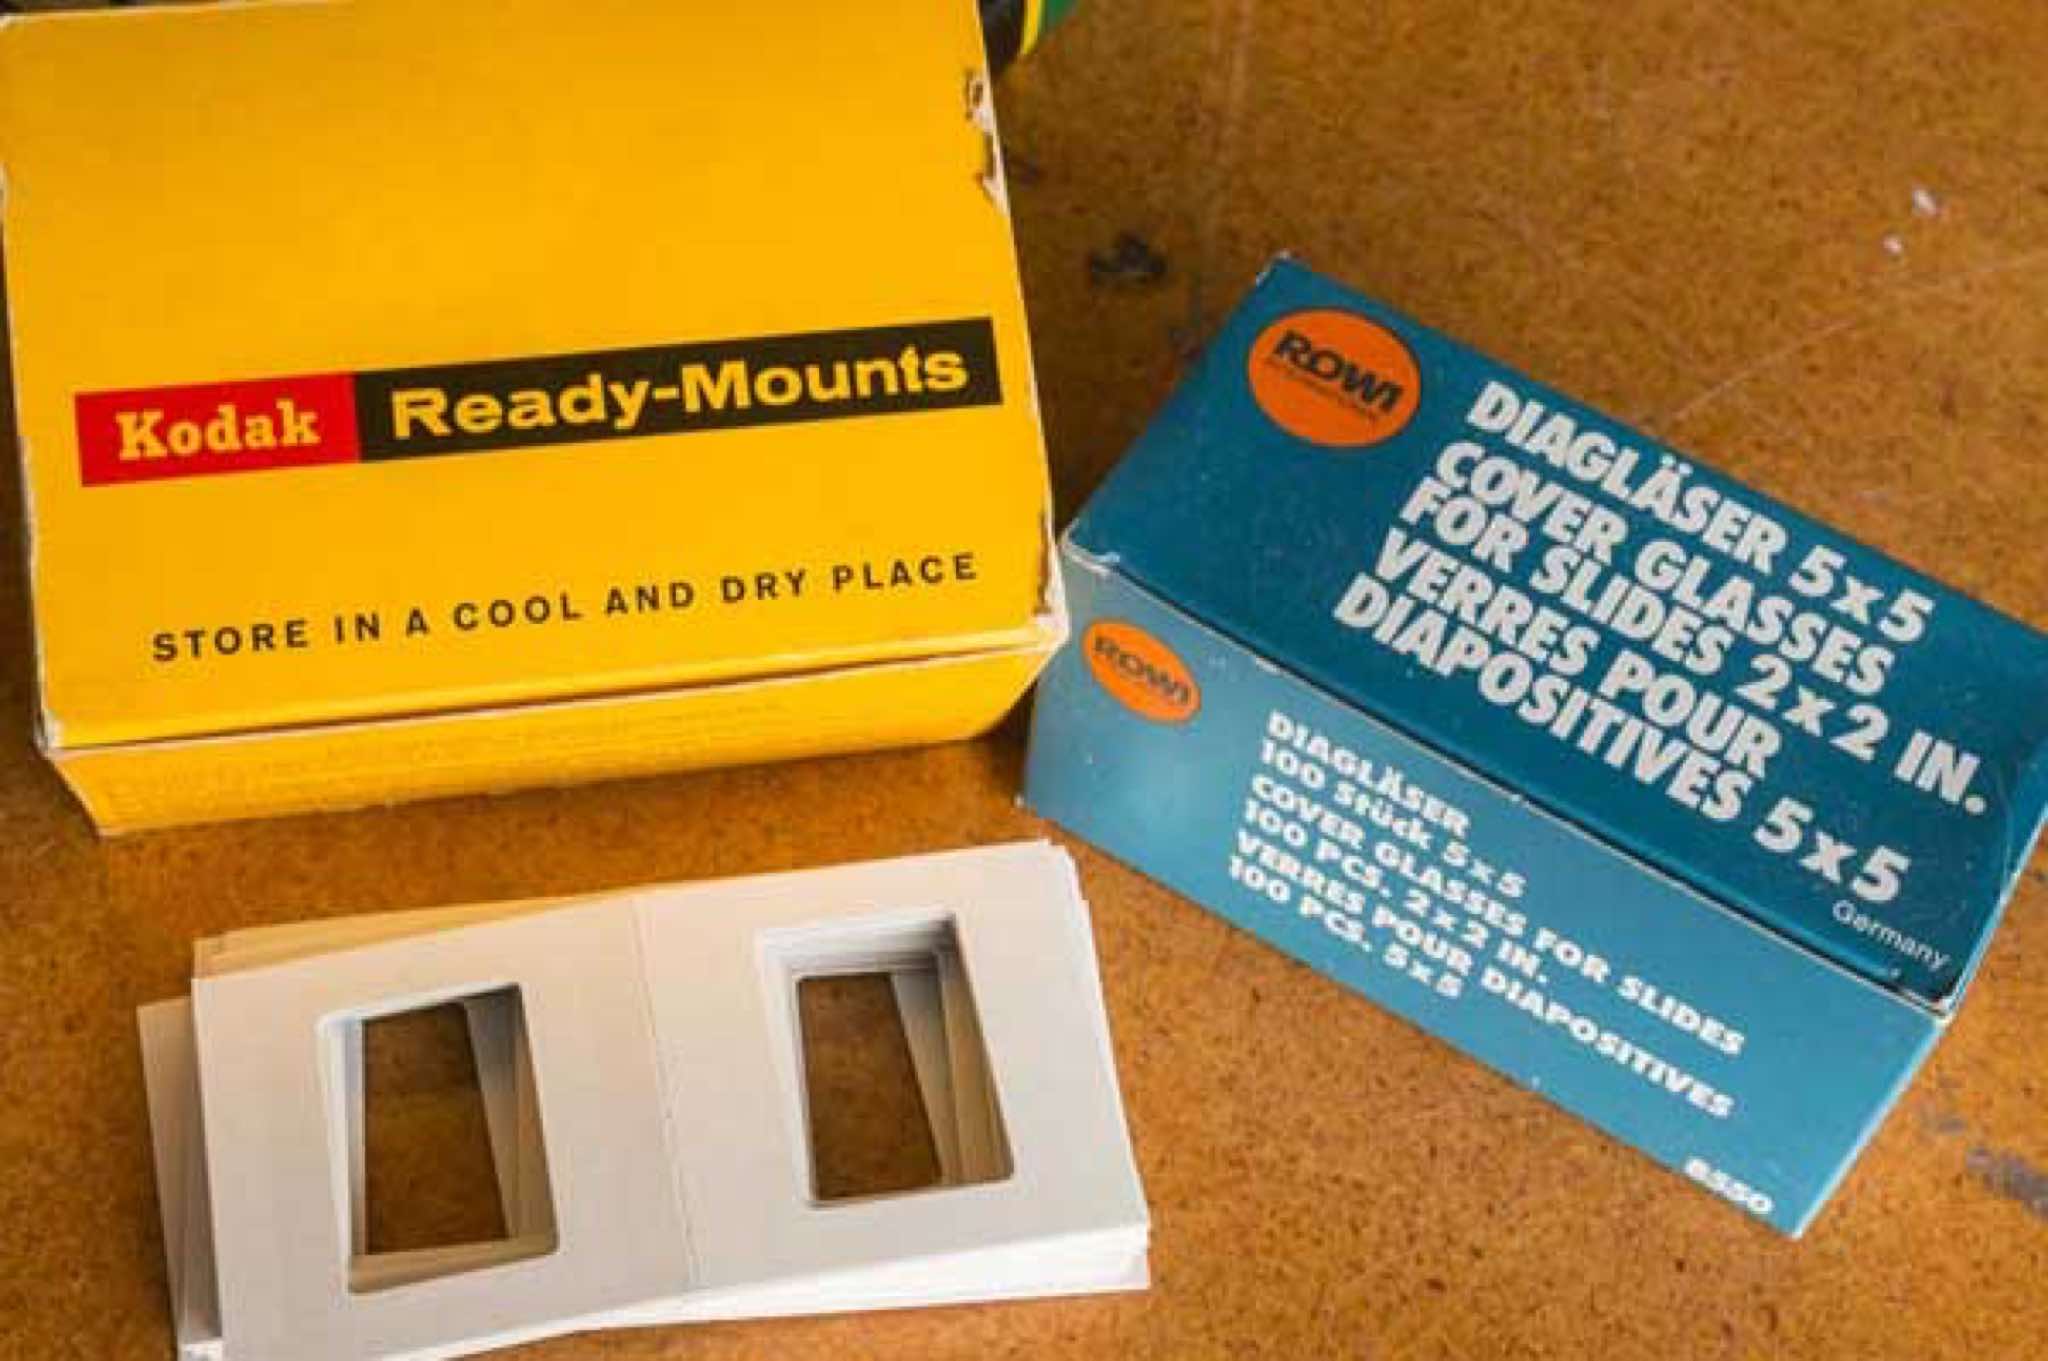 Kodak Ready-Mounts
STORE IN A COOL AND DRY PLACE
ROWI
DIAGLÄSER 5x5
COVER GLASSES
FOR SLIDES 2x2 IN.
VERRES POUR
DIAPOSITIVES 5x5
Germany
ROWI
DIAGLÄSER
100 Stück 5x5
COVER GLASSES FOR SLIDES
100 PCS. 2x2 IN.
VERRES POUR DIAPOSITIVES
100 PCS. 5x5
8550